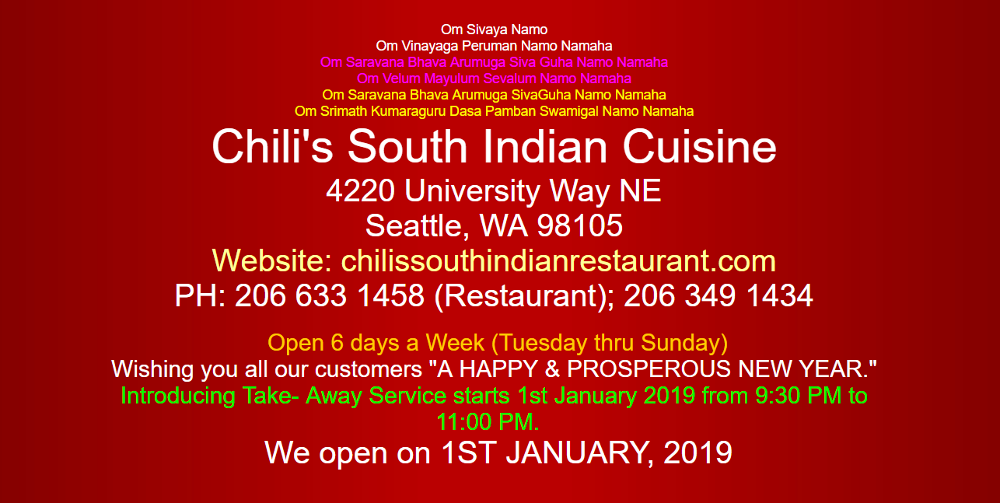 Om Sivaya Namo
Om Vinayaga Peruman Namo Namaha
Om Saravana Bhava Arumuga SIva Guha Namo Namaha
Om Velum Mayulum Sevalum Namo Namaha
Om Saravana Bhava Arumuga SivaGuha Namo Namaha
Om Srimath Kumaraguru Dasa Pamban Swamigal Namo Namaha
Chili's South Indian Cuisine
4220 University Way NE
Seattle, WA 98105
Website: chilissouthindianrestaurant.com
PH: 206 633 1458 (Restaurant); 206 349 1434
Open 6 days a Week (Tuesday thru Sunday)
Wishing you all our customers "A HAPPY & PROSPEROUS NEW YEAR."
Introducing Take- Away Service starts 1st January 2019 from 9:30 PM to
11:00 PM.
We open on 1ST JANUARY, 2019